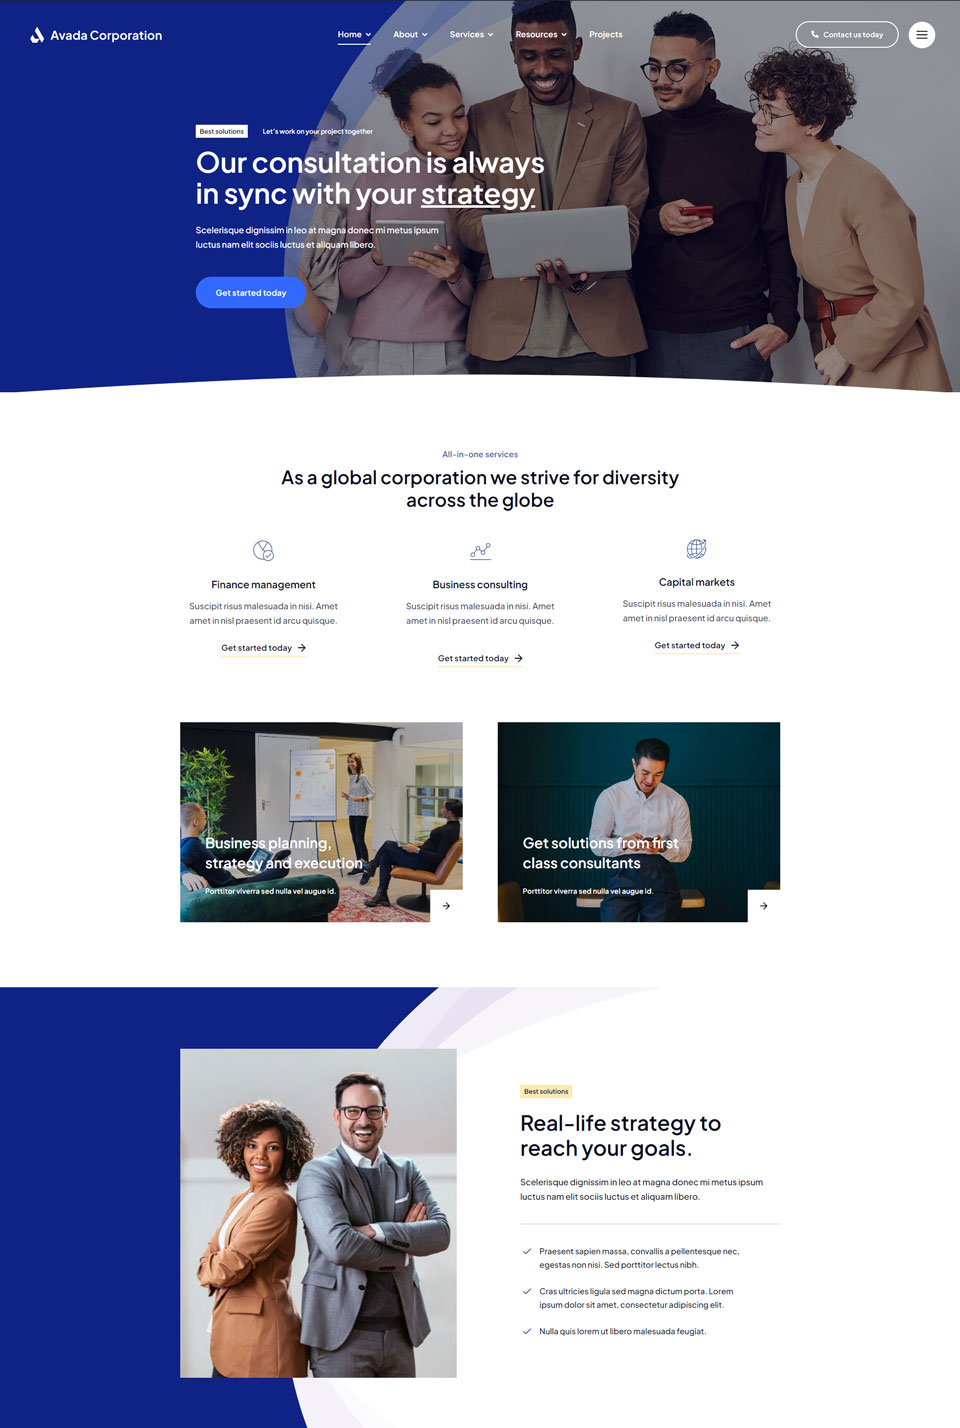 Avada Corporation
Home
About
Services
Resources
Projects
Contact us today
Best solutions
Let's work on your project together
Our consultation is always
in sync with your strategy
Scelerisque dignissim in leo at magna donec mi metus ipsum
luctus nam elit sociis luctus et aliquam libero.
Get started today
All-in-one services
As a global corporation we strive for diversity
across the globe
Finance management
Suscipit risus malesuada in nisi. Amet
amet in nisl praesent id arcu quisque.
Get started today
Business consulting
Suscipit risus malesuada in nisi. Amet
amet in nisl praesent id arcu quisque.
Get started today
Capital markets
Suscipit risus malesuada in nisi. Amet
amet in nisl praesent id arcu quisque.
Get started today
Business planning,
strategy and execution
Porttitor viverra sed nulla vel augue id.
Get solutions from first
class consultants
Porttitor viverra sed nulla vel augue id.
Best solutions
Real-life strategy to
reach your goals.
Scelerisque dignissim in leo at magna donec mi metus ipsum
luctus nam elit sociis luctus et aliquam libero.
Praesent sapien massa, convallis a pellentesque nec,
egestas non nisi. Sed porttitor lectus nibh.
Cras ultricies ligula sed magna dictum porta. Lorem
ipsum dolor sit amet, consectetur adipiscing elit.
Nulla quis lorem ut libero malesuada feugiat.